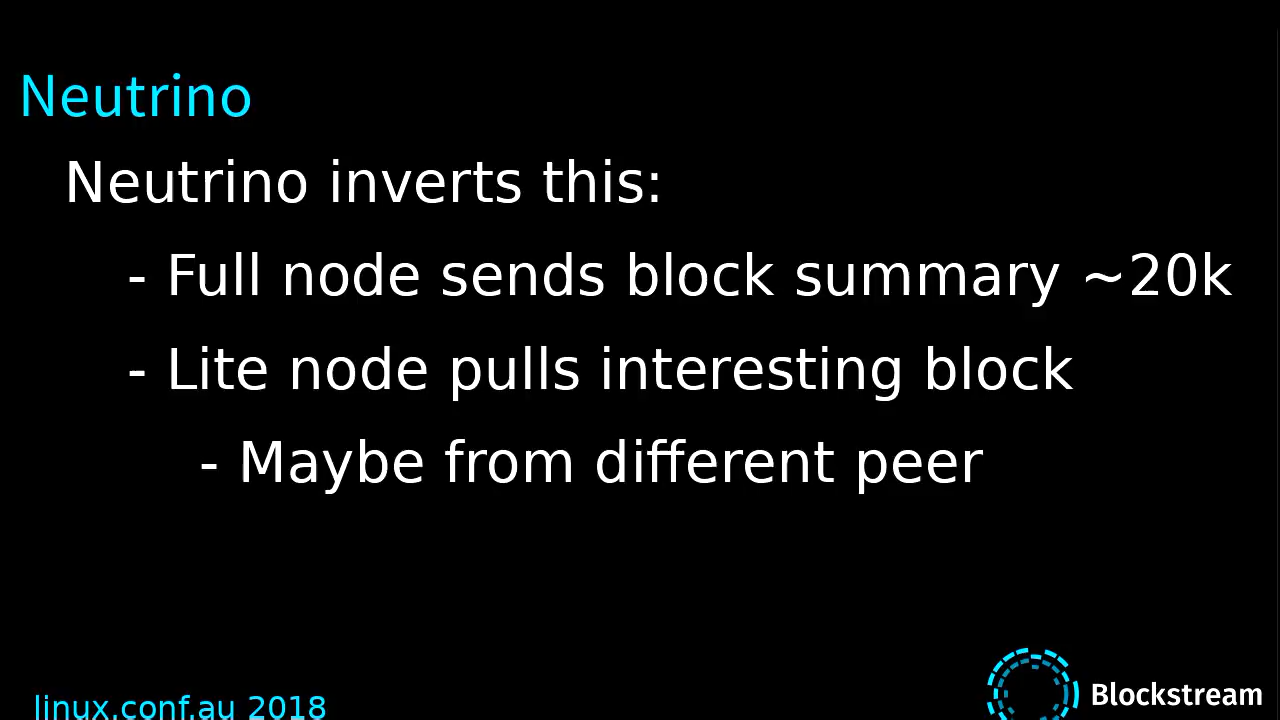 Neutrino
Neutrino inverts this:
- Full node sends block summary ~20k
- Lite node pulls interesting block
- Maybe from different peer
linux.conf.au 2018
Blockstream